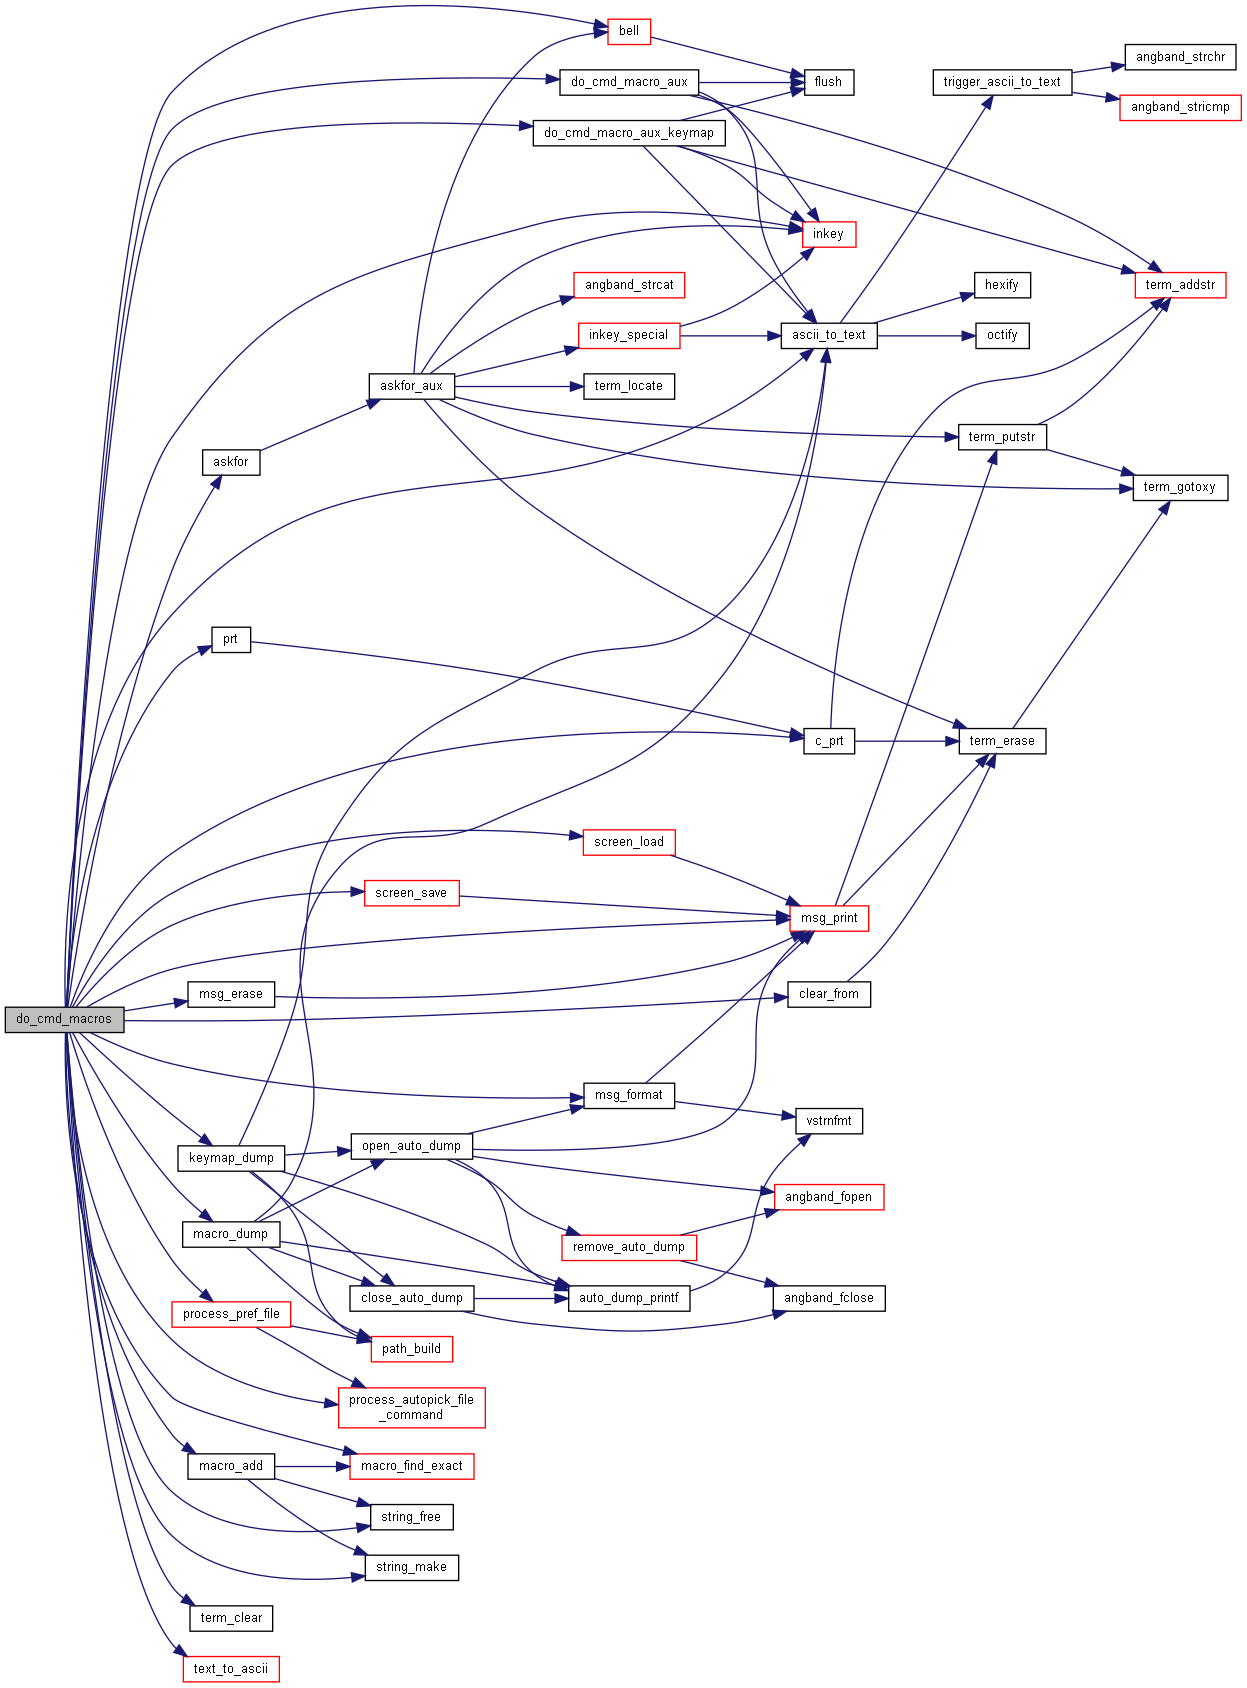 bell
angband_strchr
do_cmd_macro_aux
flush
trigger_ascii_to_text
angband_stricmp
do_cmd_macro_aux_keymap
inkey
angband_strcat
hexify
term_addstr
inkey_special
ascii_to_text
octify
askfor_aux
term_locate
term_putstr
askfor
term_gotoxy
prt
c_prt
term_erase
screen_load
screen_save
msg_print
msg_erase
clear_from
do_cmd_macros
msg_format
vstrnfmt
open_auto_dump
keymap_dump
angband_fopen
macro_dump
remove_auto_dump
close_auto_dump
auto_dump_printf
angband_fclose
process_pref_file
path_build
process_autopick_file
_command
macro_add
macro_find_exact
string_free
string_make
term_clear
text_to_ascii